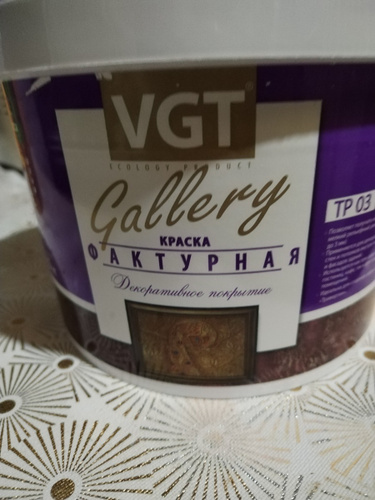 VGT
ECOLOGY PRODUCT
Gallery
КРАСКА
ФАКТУРНАЯ
Декоративное покрытие
TP 03